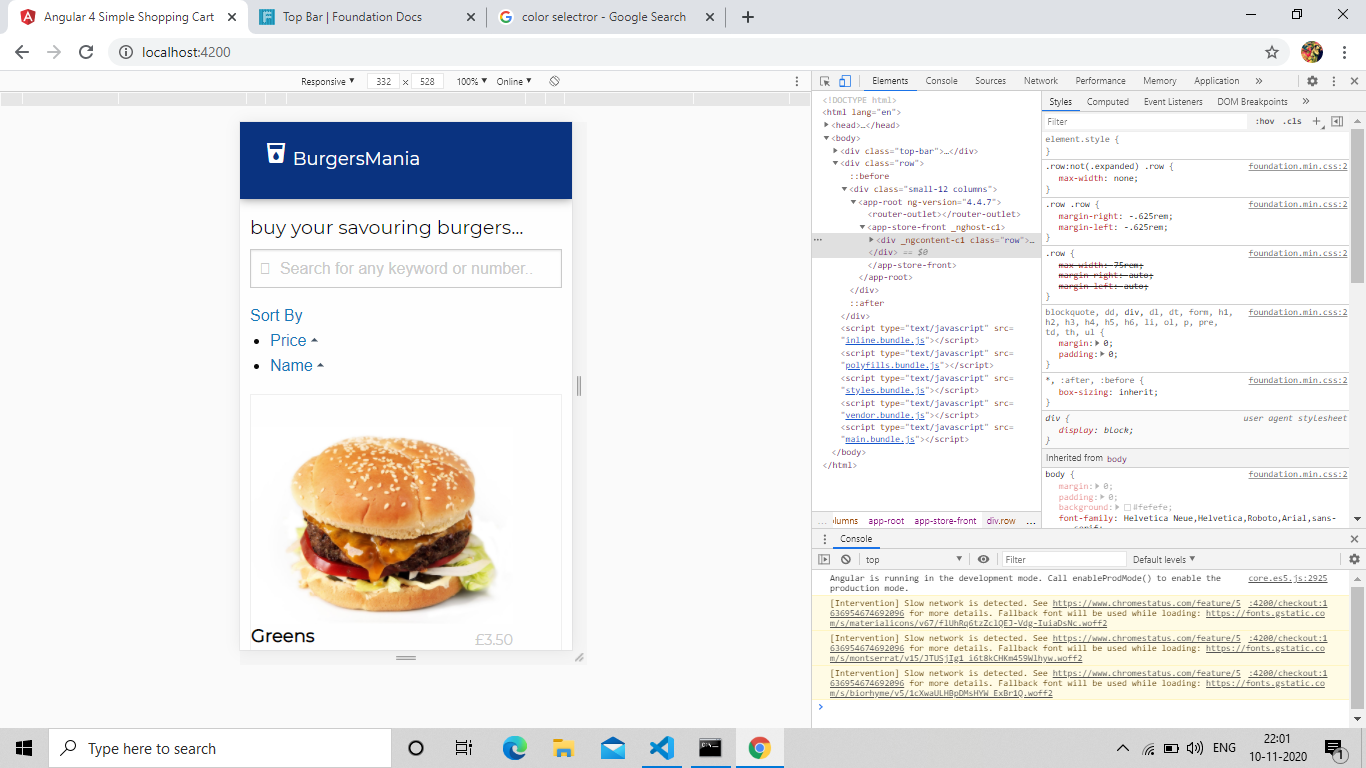 Angular 4 Simple Shopping Cart
Top Bar | Foundation Docs
color selectror - Google Search
localhost:4200
Responsive
332 × 528
100%
Online
BurgersMania
buy your savouring burgers...
Search for any keyword or number..
Sort By
Price
Name
Greens
£3.50
Elements Console Sources Network Performance Memory Application
<!DOCTYPE html>
<html lang="en">
<head>…</head>
<body>
<div class="top-bar">…</div>
<div class="row">
::before
<div class="small-12 columns">
<app-root ng-version="4.4.7">
<router-outlet></router-outlet>
<app-store-front _nghost-c1>
<div _ngcontent-c1 class="row">…
</div> == $0
</app-store-front>
</app-root>
</div>
::after
</div>
<script type="text/javascript" src=
"inline.bundle.js"></script>
<script type="text/javascript" src=
"polyfills.bundle.js"></script>
<script type="text/javascript" src=
"styles.bundle.js"></script>
<script type="text/javascript" src=
"vendor.bundle.js"></script>
<script type="text/javascript" src=
"main.bundle.js"></script>
</body>
</html>
… lumns app-root app-store-front div.row …
Styles Computed Event Listeners DOM Breakpoints
Filter :hov .cls
element.style {
}
.row:not(.expanded) .row { foundation.min.css:2
max-width: none;
}
.row .row { foundation.min.css:2
margin-right: -.625rem;
margin-left: -.625rem;
}
.row { foundation.min.css:2
max-width: 75rem;
margin-right: auto;
margin-left: auto;
}
blockquote, dd, div, dl, dt, form, h1, foundation.min.css:2
h2, h3, h4, h5, h6, li, ol, p, pre,
td, th, ul {
margin: 0;
padding: 0;
}
*, :after, :before { foundation.min.css:2
box-sizing: inherit;
}
div { user agent stylesheet
display: block;
}
Inherited from body
body { foundation.min.css:2
margin: 0;
padding: 0;
background: #fefefe;
font-family: Helvetica Neue,Helvetica,Roboto,Arial,sans-
Console
top
Filter
Default levels
Angular is running in the development mode. Call enableProdMode() to enable the core.es5.js:2925
production mode.
[Intervention] Slow network is detected. See https://www.chromestatus.com/feature/5 :4200/checkout:1
636954674692096 for more details. Fallback font will be used while loading: https://fonts.gstatic.co
m/s/materialicons/v67/flUhRq6tzZclQEJ-Vdg-IuiaDsNc.woff2
[Intervention] Slow network is detected. See https://www.chromestatus.com/feature/5 :4200/checkout:1
636954674692096 for more details. Fallback font will be used while loading: https://fonts.gstatic.co
m/s/montserrat/v15/JTUSjIg1_i6t8kCHKm459Wlhyw.woff2
[Intervention] Slow network is detected. See https://www.chromestatus.com/feature/5 :4200/checkout:1
636954674692096 for more details. Fallback font will be used while loading: https://fonts.gstatic.co
m/s/biorhyme/v5/1cXwaULHBpDMsHYW_ExBr1Q.woff2
Type here to search
ENG
22:01
10-11-2020
1